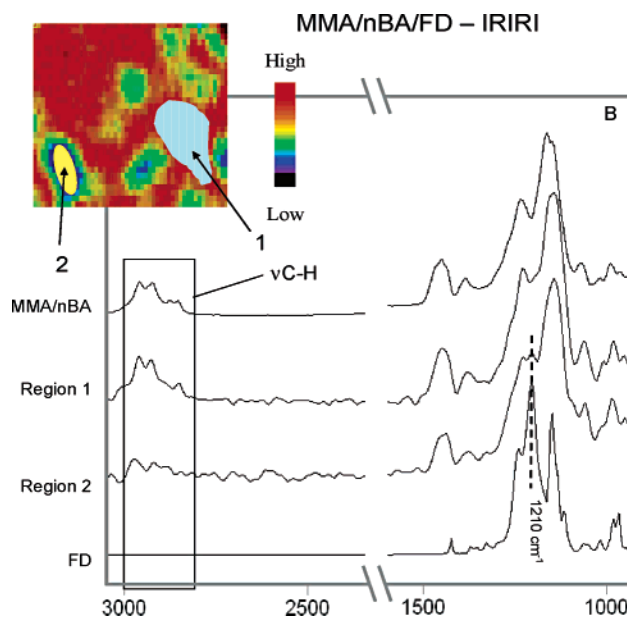 MMA/nBA/FD – IRIRI
High
B
Low
1
2
νC-H
MMA/nBA
Region 1
Region 2
FD
1210 cm⁻¹
3000 2500 1500 1000